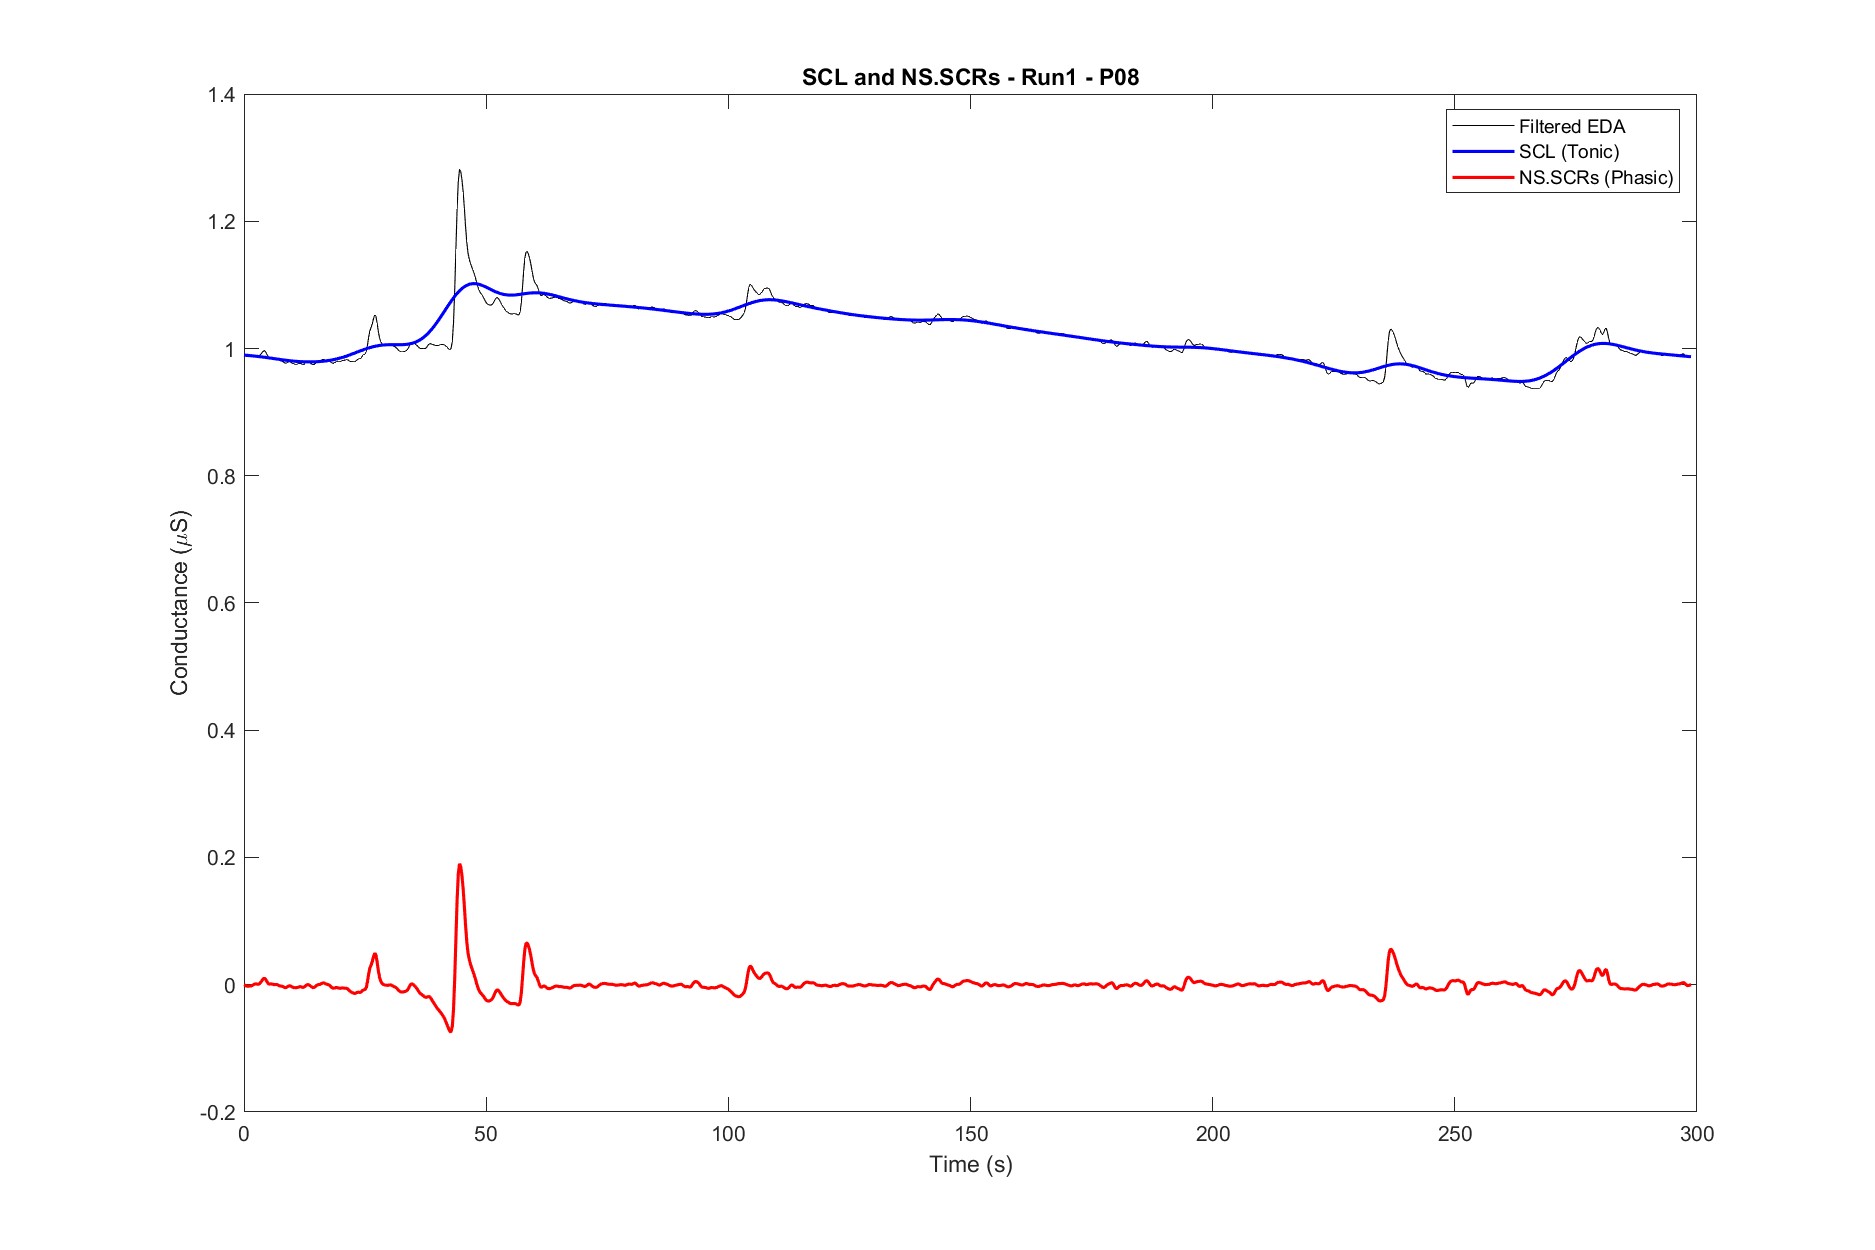 SCL and NS.SCRs - Run1 - P08
1.4
1.2
1
0.8
0.6
0.4
0.2
0
-0.2
Conductance (μS)
Filtered EDA
SCL (Tonic)
NS.SCRs (Phasic)
0 50 100 150 200 250 300
Time (s)